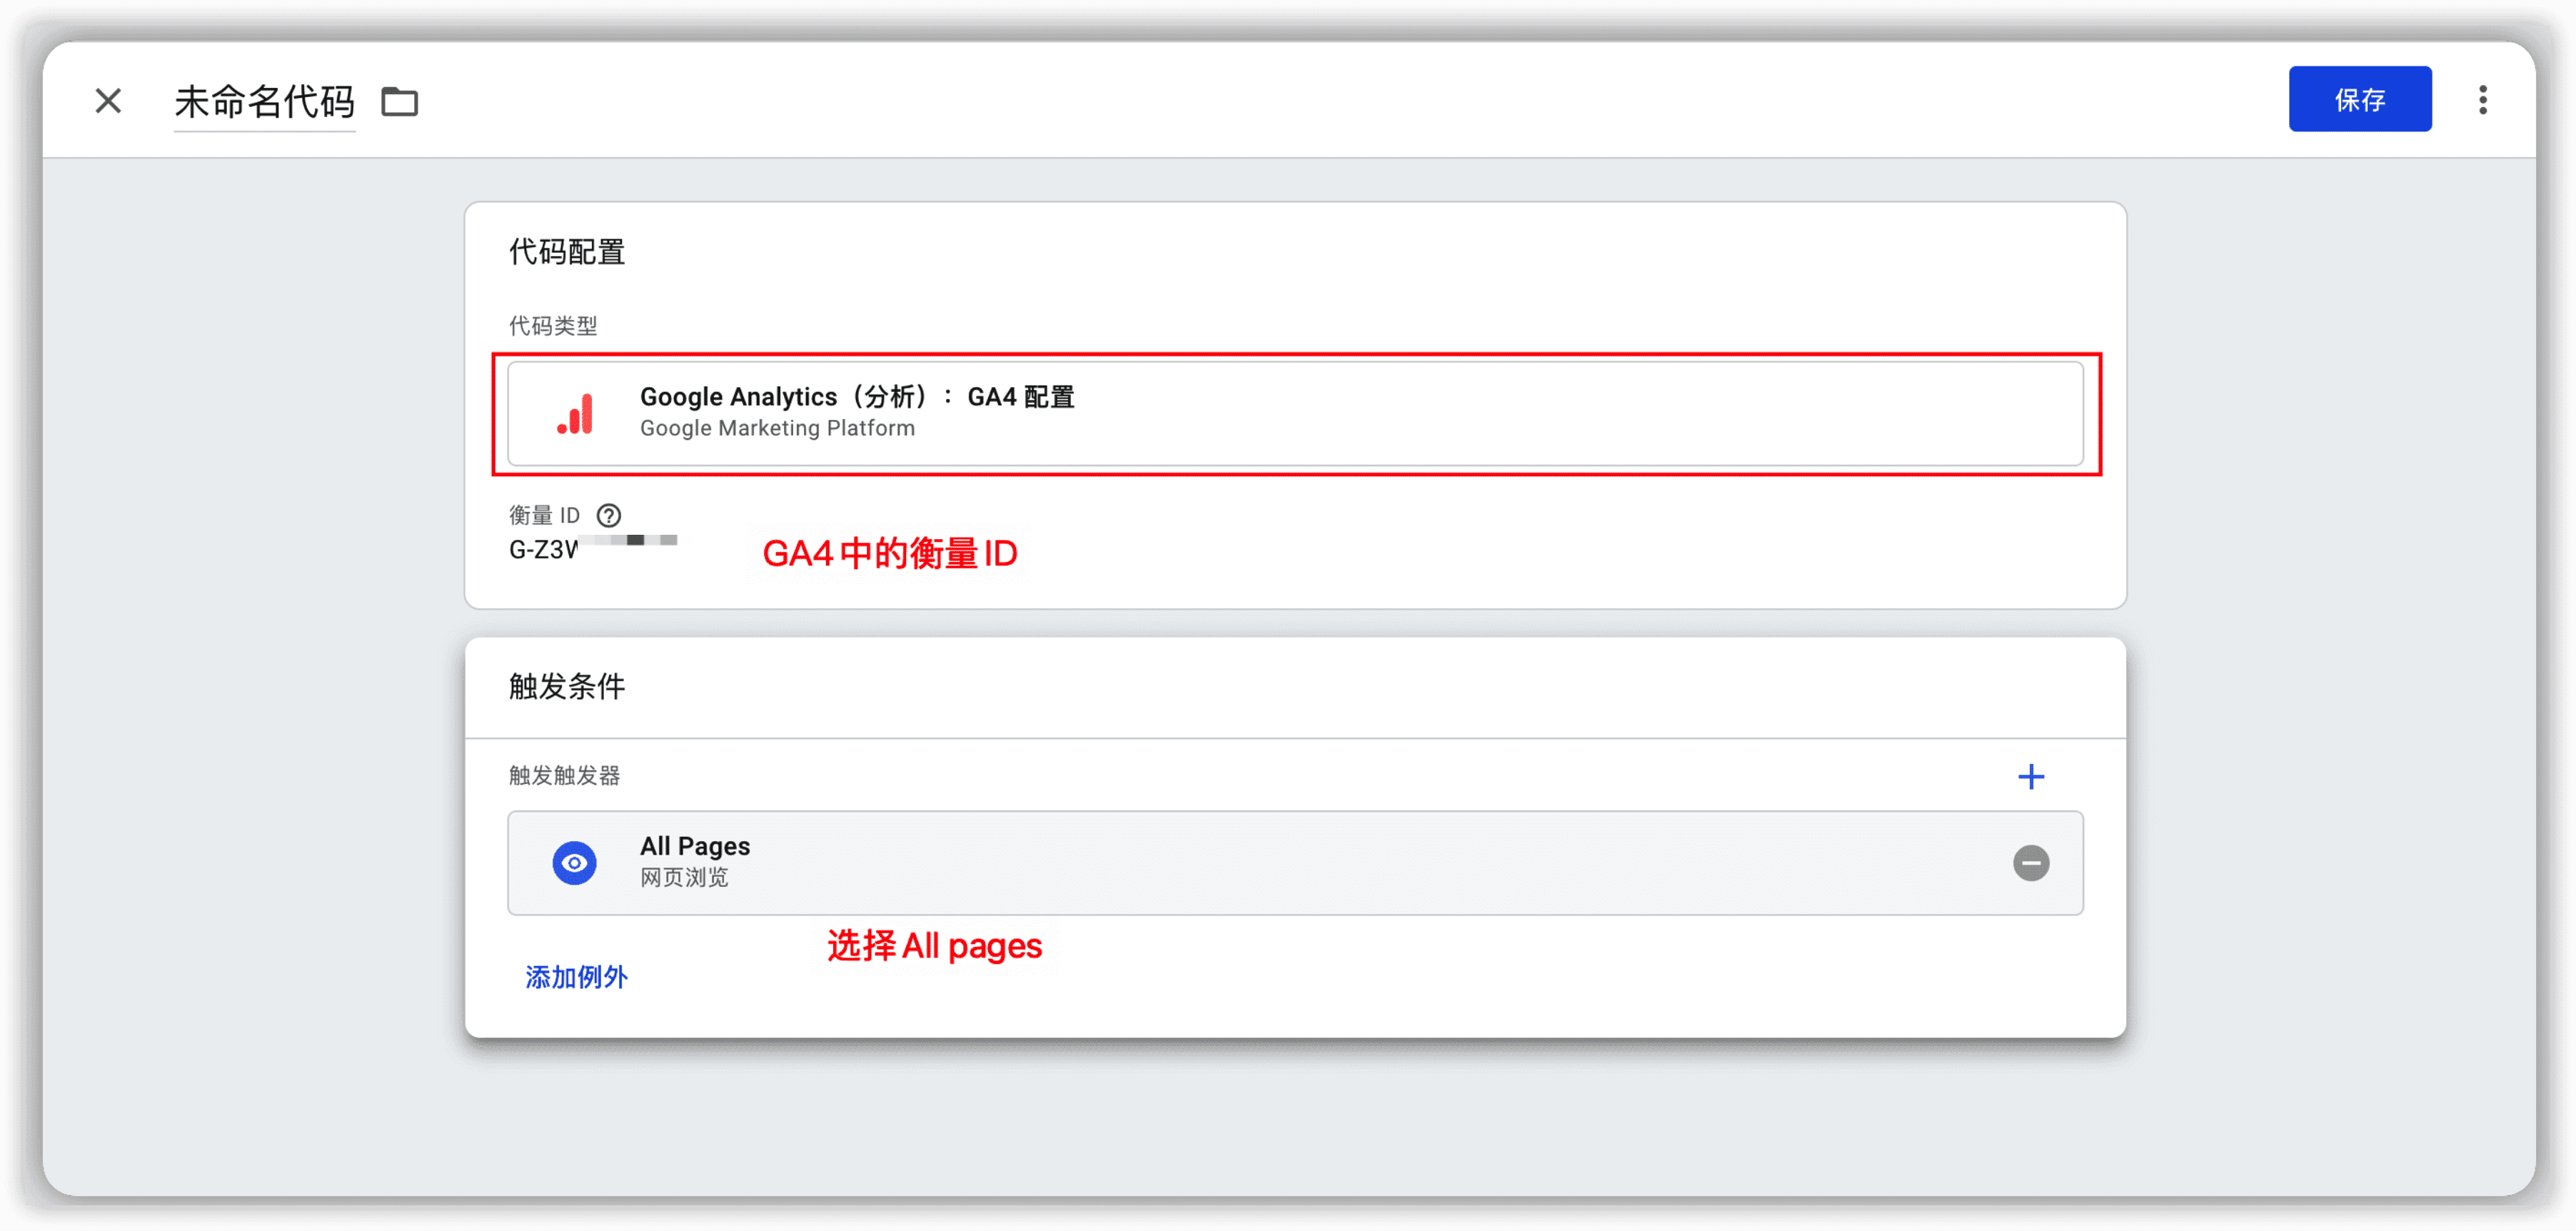 未命名代码
保存
代码配置
代码类型
Google Analytics（分析）：GA4 配置
Google Marketing Platform
衡量 ID
G-Z3W
GA4 中的衡量 ID
触发条件
触发触发器
All Pages
网页浏览
选择 All pages
添加例外